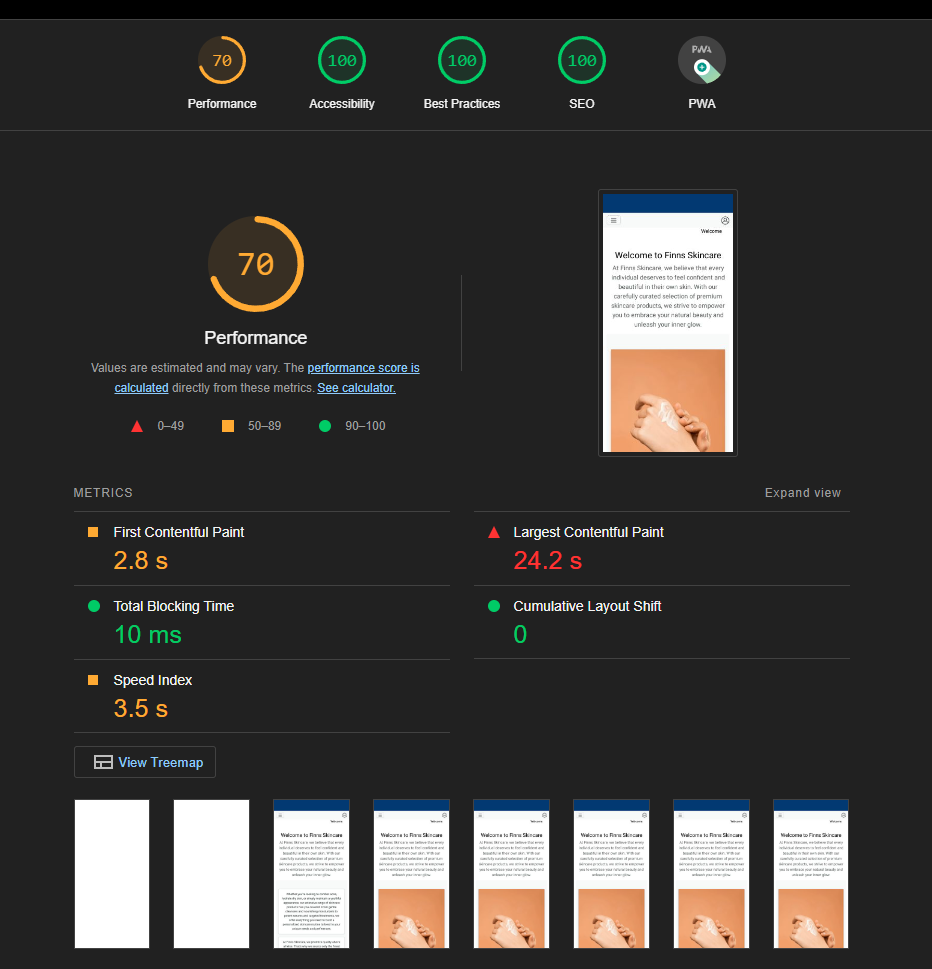 70
100
100
100
PWA
Performance
Accessibility
Best Practices
SEO
PWA
70
Performance
Values are estimated and may vary. The performance score is
calculated directly from these metrics. See calculator.
0–49
50–89
90–100
Welcome
Welcome to Finns Skincare
At Finns Skincare, we believe that every
individual deserves to feel confident and
beautiful in their own skin. With our
carefully curated selection of premium
skincare products, we strive to empower
you to embrace your natural beauty and
unleash your inner glow.
METRICS
Expand view
First Contentful Paint
2.8 s
Largest Contentful Paint
24.2 s
Total Blocking Time
10 ms
Cumulative Layout Shift
0
Speed Index
3.5 s
View Treemap
Welcome to Finns Skincare
Welcome to Finns Skincare
Welcome to Finns Skincare
Welcome to Finns Skincare
Welcome to Finns Skincare
Welcome to Finns Skincare